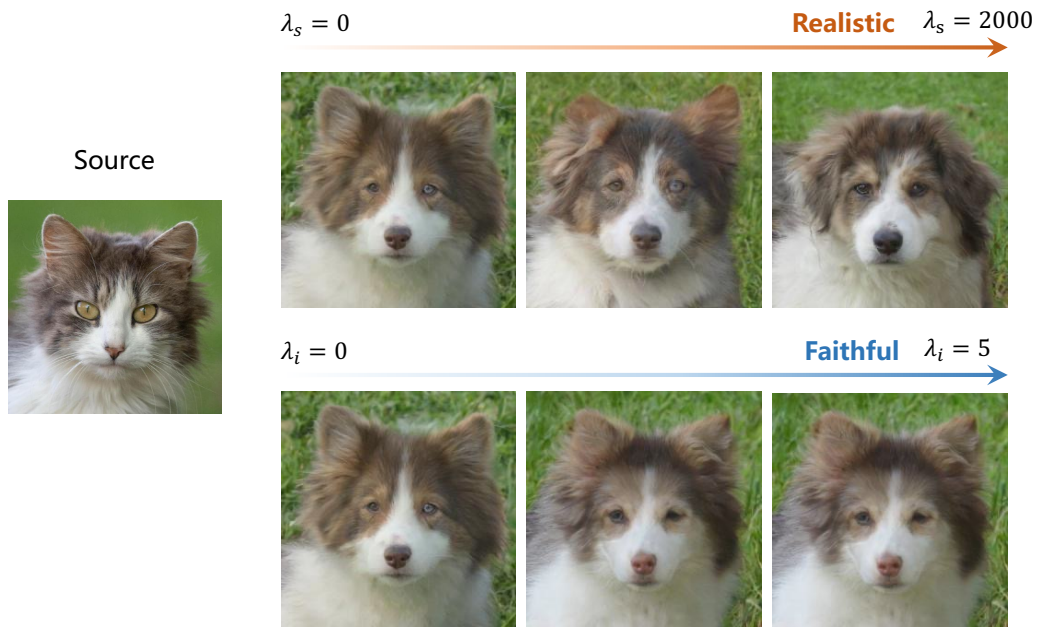 λs = 0
Realistic λs = 2000
Source
λi = 0
Faithful λi = 5